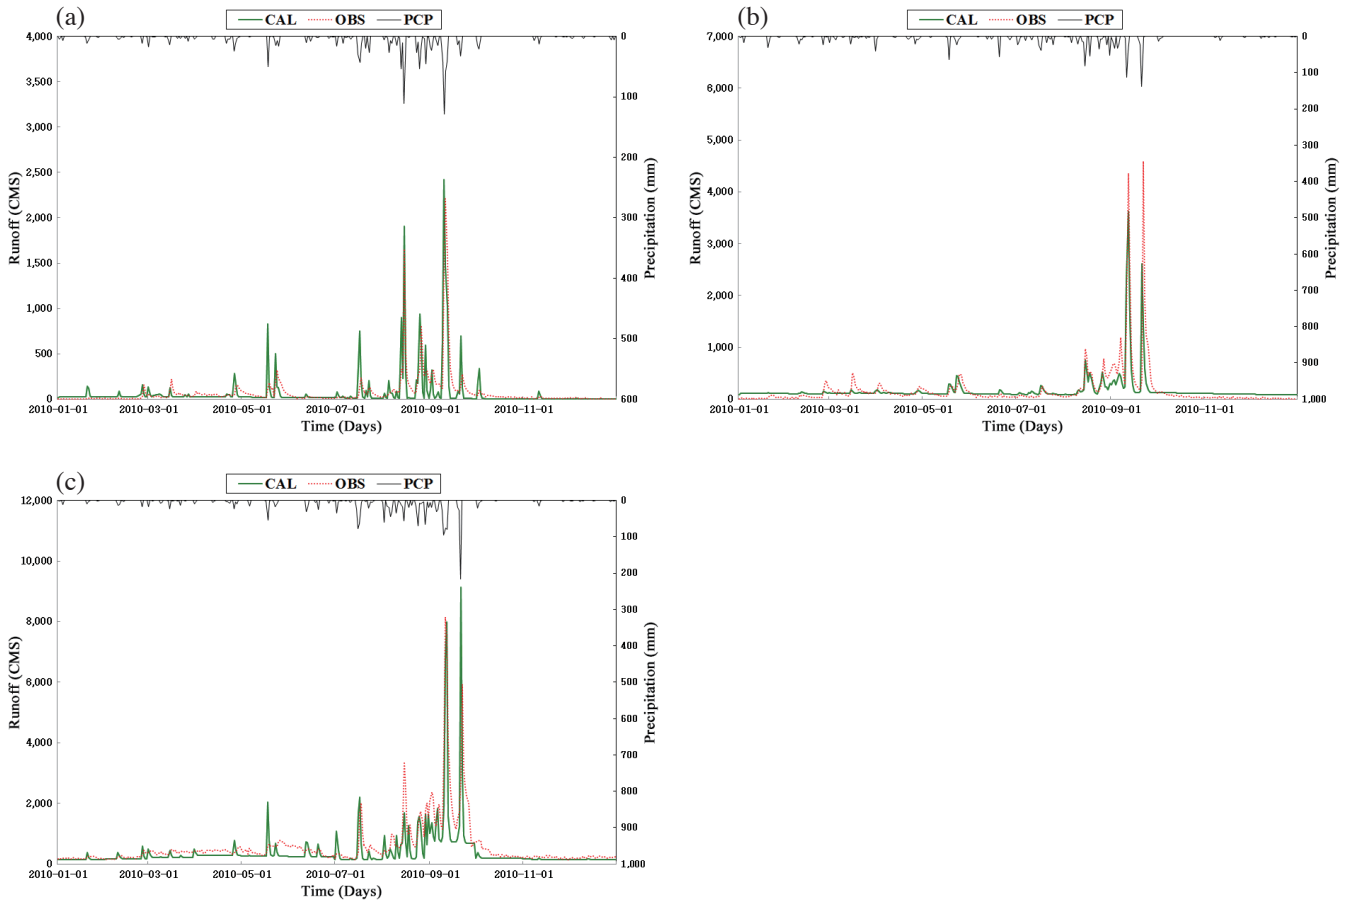 (a)
CAL OBS PCP
4,000
3,500
3,000
2,500
2,000
1,500
1,000
500
0
Runoff (CMS)
0
100
200
300
400
500
600
Precipitation (mm)
2010-01-01 2010-03-01 2010-05-01 2010-07-01 2010-09-01 2010-11-01
Time (Days)
(b)
CAL OBS PCP
7,000
6,000
5,000
4,000
3,000
2,000
1,000
0
Runoff (CMS)
0
100
200
300
400
500
600
700
800
900
1,000
Precipitation (mm)
2010-01-01 2010-03-01 2010-05-01 2010-07-01 2010-09-01 2010-11-01
Time (Days)
(c)
CAL OBS PCP
12,000
10,000
8,000
6,000
4,000
2,000
0
Runoff (CMS)
0
100
200
300
400
500
600
700
800
900
1,000
Precipitation (mm)
2010-01-01 2010-03-01 2010-05-01 2010-07-01 2010-09-01 2010-11-01
Time (Days)